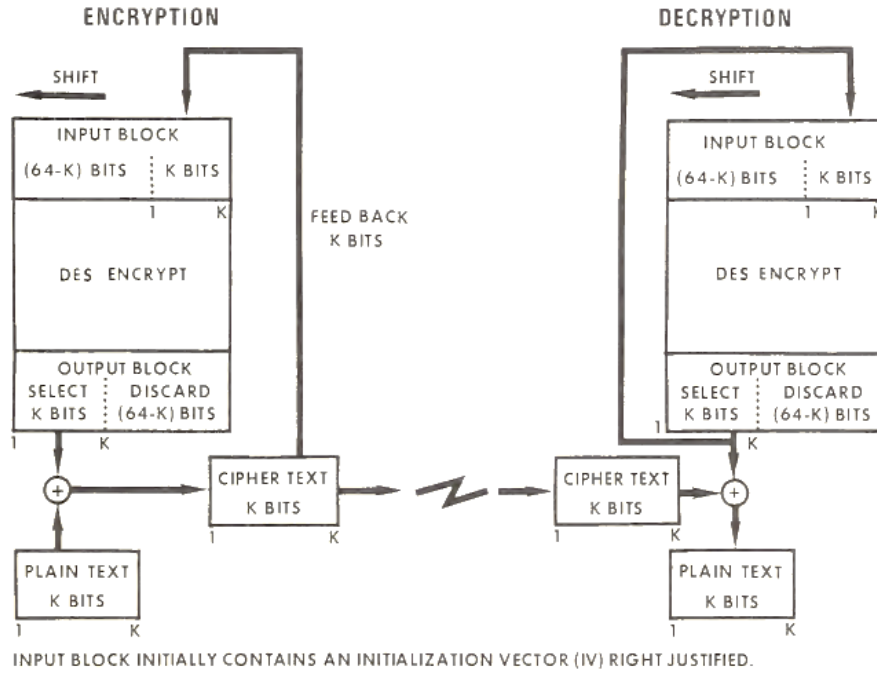 ENCRYPTION
SHIFT
INPUT BLOCK
(64-K) BITS K BITS
1 K
FEED BACK
K BITS
DES ENCRYPT
OUTPUT BLOCK
SELECT DISCARD
K BITS (64-K) BITS
1 K
CIPHER TEXT
K BITS
1 K
PLAIN TEXT
K BITS
1 K
DECRYPTION
SHIFT
INPUT BLOCK
(64-K) BITS K BITS
1 K
DES ENCRYPT
OUTPUT BLOCK
SELECT DISCARD
K BITS (64-K) BITS
1 K
CIPHER TEXT
K BITS
1 K
PLAIN TEXT
K BITS
1 K
INPUT BLOCK INITIALLY CONTAINS AN INITIALIZATION VECTOR (IV) RIGHT JUSTIFIED.